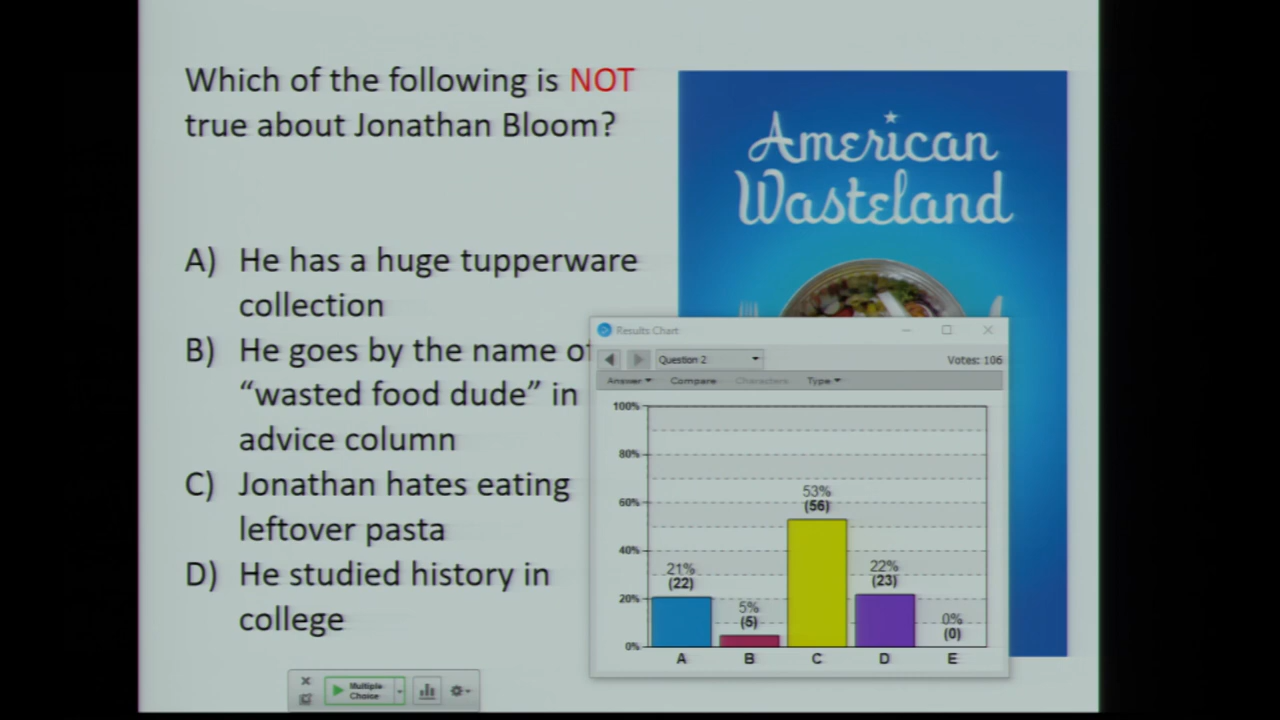 Which of the following is NOT
true about Jonathan Bloom?
American
Wasteland
A) He has a huge tupperware
collection
B) He goes by the name of
“wasted food dude” in
advice column
C) Jonathan hates eating
leftover pasta
D) He studied history in
college
Results Chart
Question 2
Votes: 106
Answer Compare Characters Type
100%
80%
60%
40%
20%
0%
21%
(22)
5%
(5)
53%
(56)
22%
(23)
0%
(0)
A B C D E
Multiple
Choice